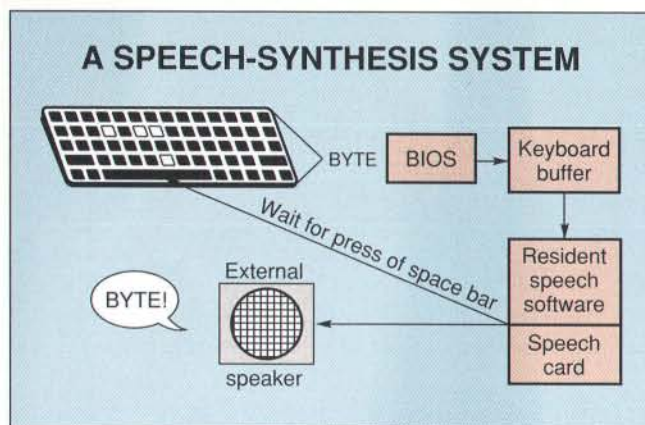 A SPEECH-SYNTHESIS SYSTEM
BYTE
BIOS
Keyboard
buffer
Wait for press of space bar
Resident
speech
software
Speech
card
External
speaker
BYTE!